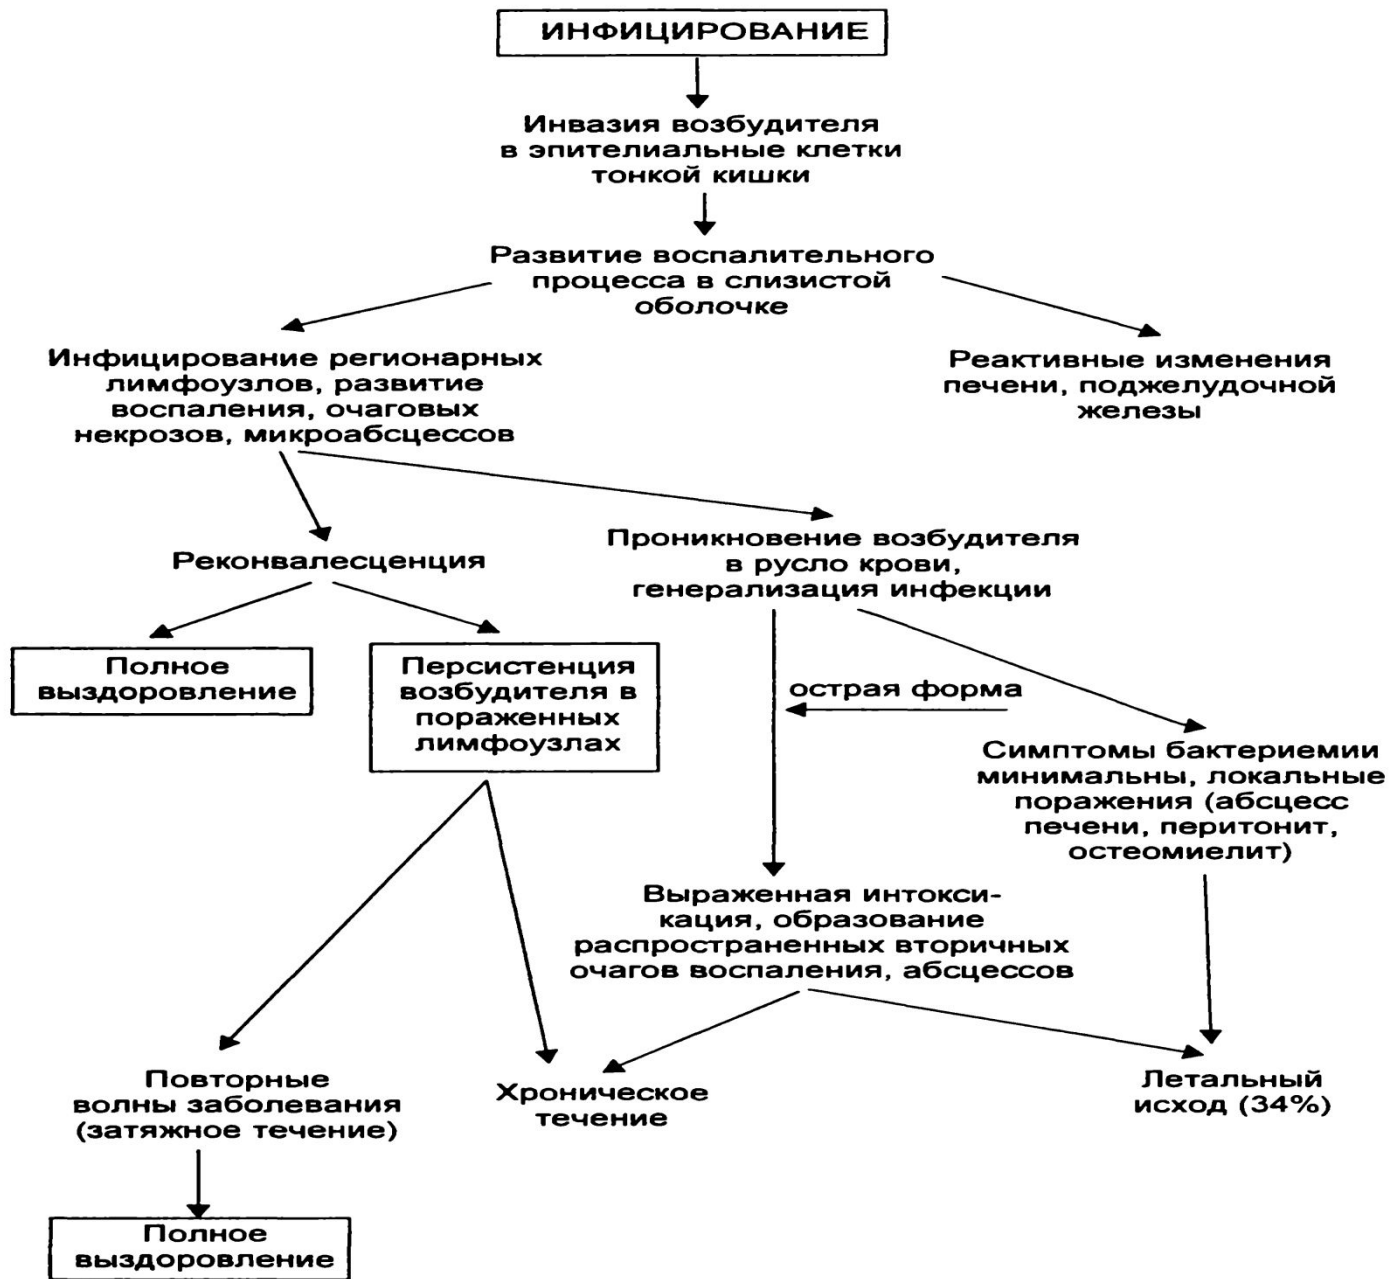 ИНФИЦИРОВАНИЕ
Инвазия возбудителя
в эпителиальные клетки
тонкой кишки
Развитие воспалительного
процесса в слизистой
оболочке
Инфицирование регионарных
лимфоузлов, развитие
воспаления, очаговых
некрозов, микроабсцессов
Реактивные изменения
печени, поджелудочной
железы
Реконвалесценция
Проникновение возбудителя
в русло крови,
генерализация инфекции
Полное
выздоровление
Персистенция
возбудителя в
пораженных
лимфоузлах
острая форма
Симптомы бактериемии
минимальны, локальные
поражения (абсцесс
печени, перитонит,
остеомиелит)
Выраженная интокси-
кация, образование
распространенных вторичных
очагов воспаления, абсцессов
Повторные
волны заболевания
(затяжное течение)
Хроническое
течение
Летальный
исход (34%)
Полное
выздоровление